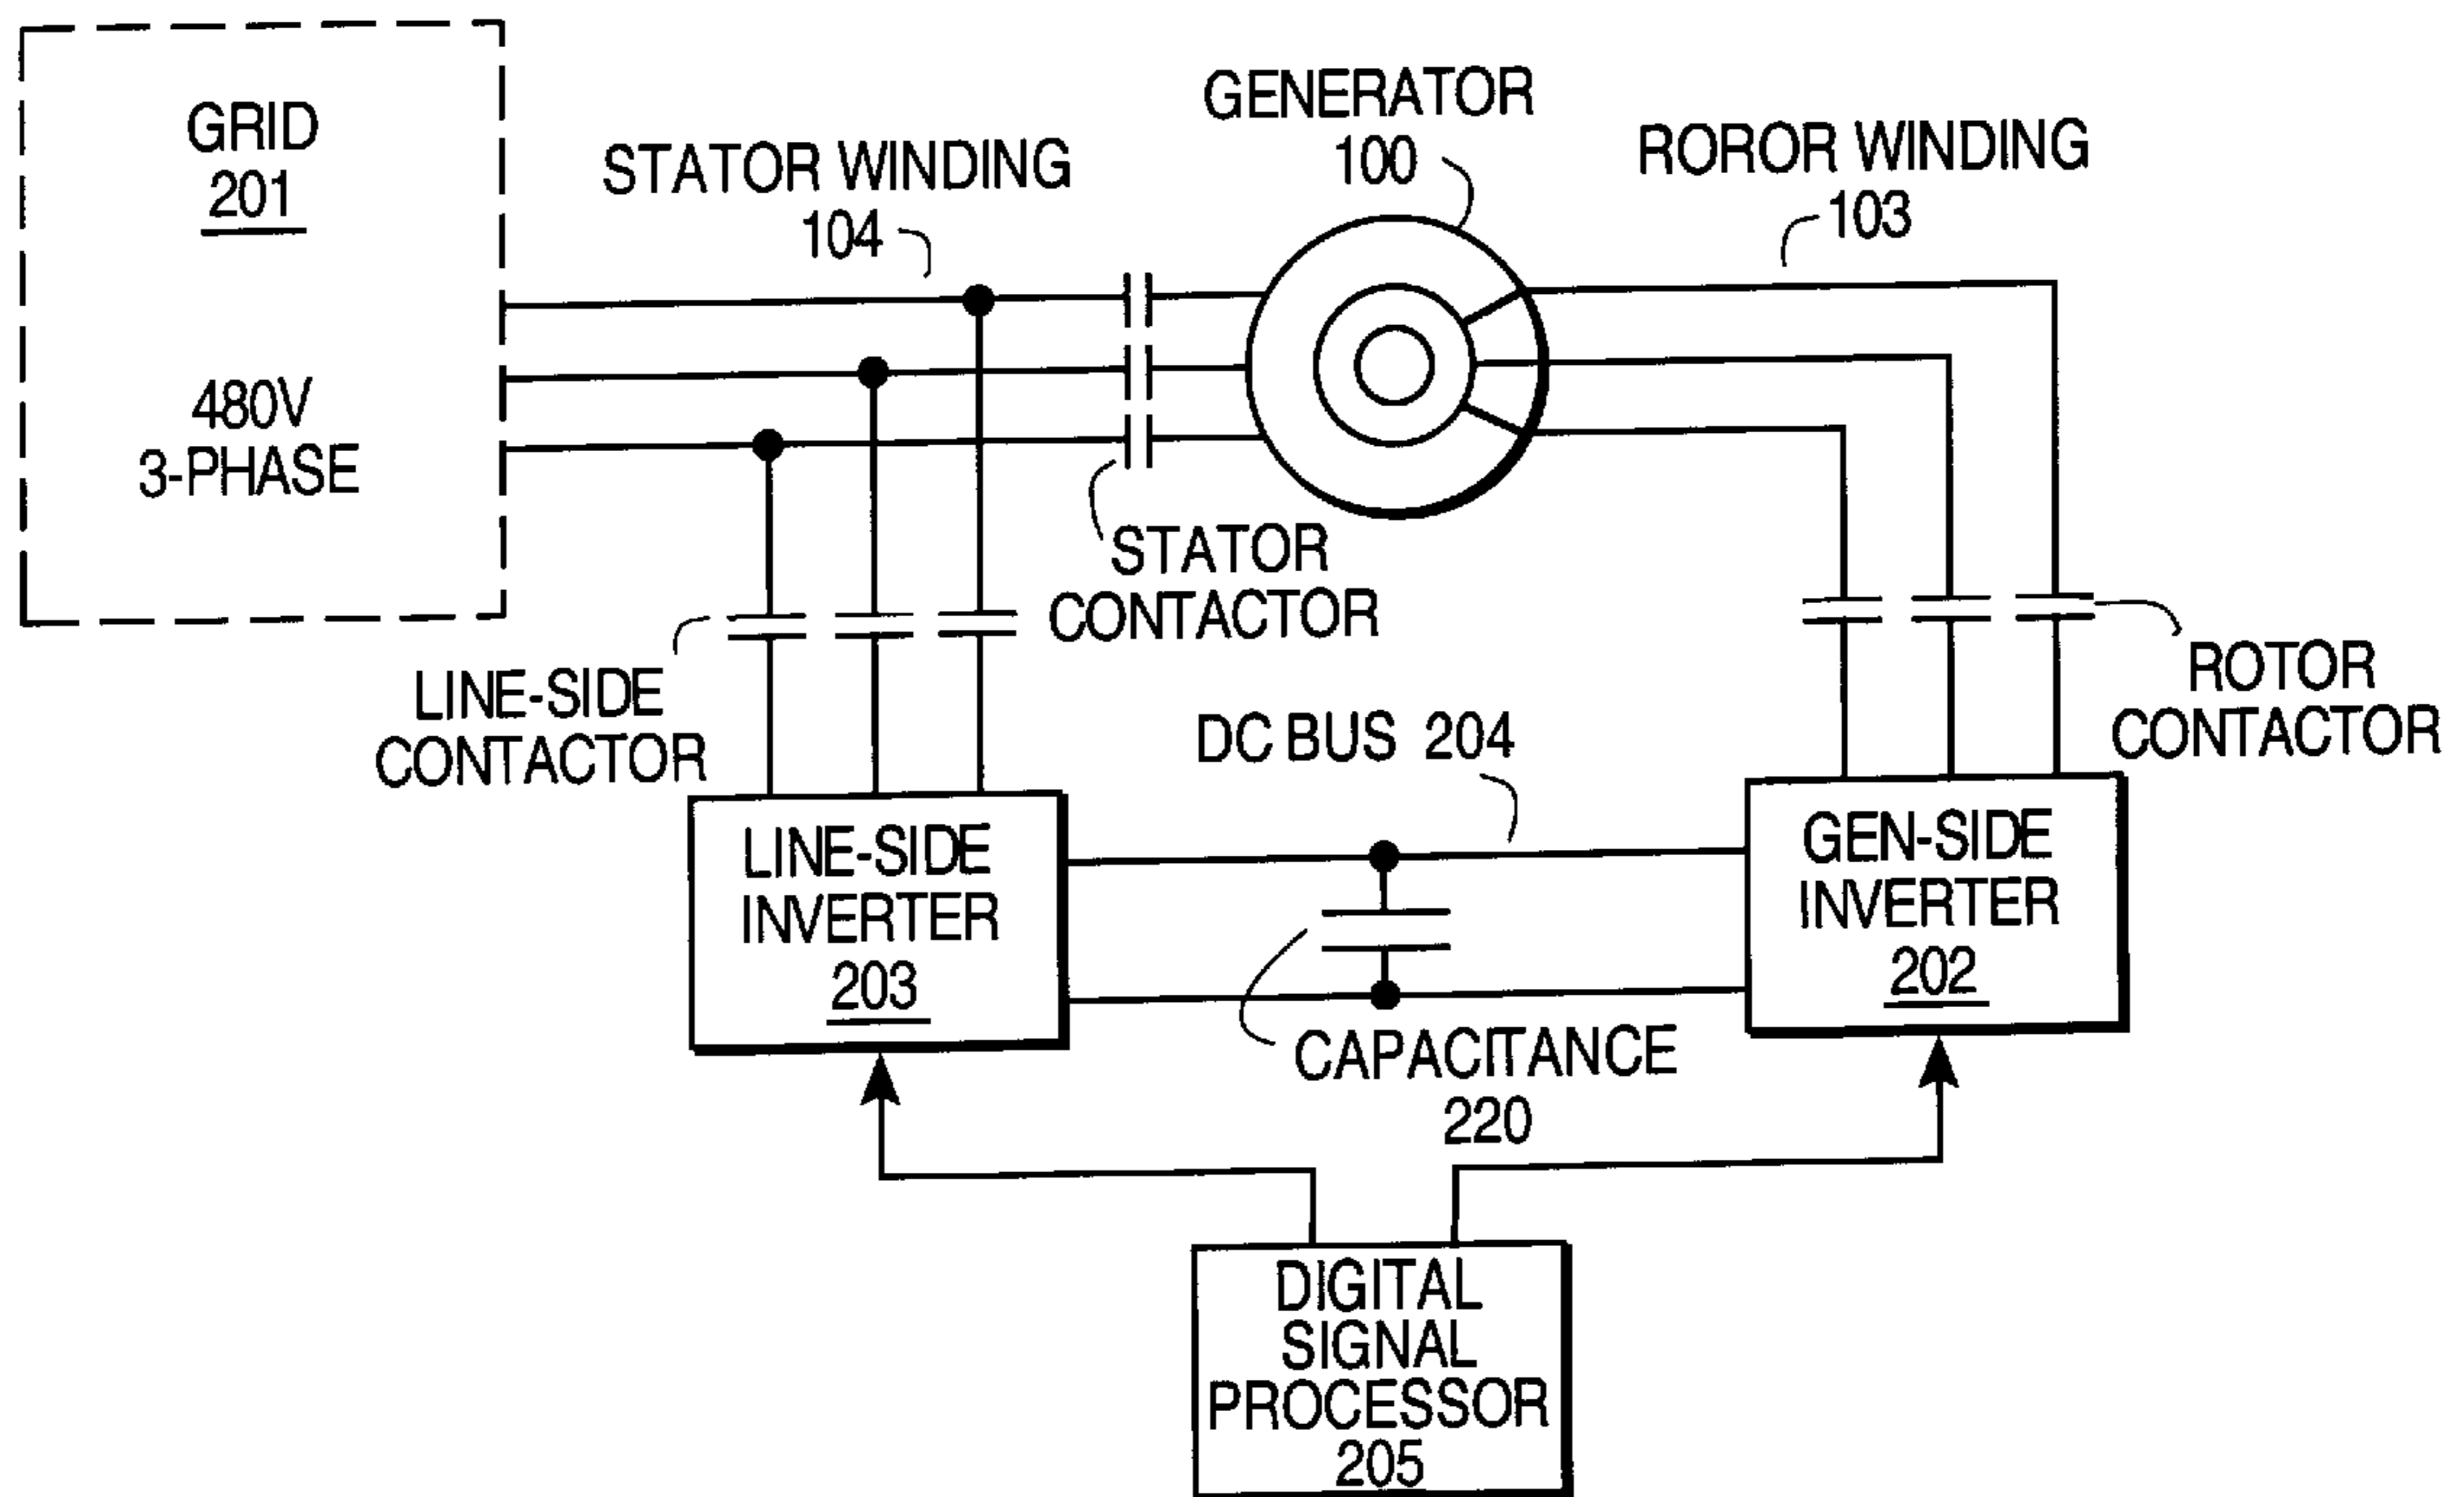 GRID
201
480V
3-PHASE
STATOR WINDING
104
GENERATOR
100
ROROR WINDING
103
STATOR
CONTACTOR
LINE-SIDE
CONTACTOR
ROTOR
CONTACTOR
DC BUS 204
LINE-SIDE
INVERTER
203
GEN-SIDE
INVERTER
202
CAPACITANCE
220
DIGITAL
SIGNAL
PROCESSOR
205